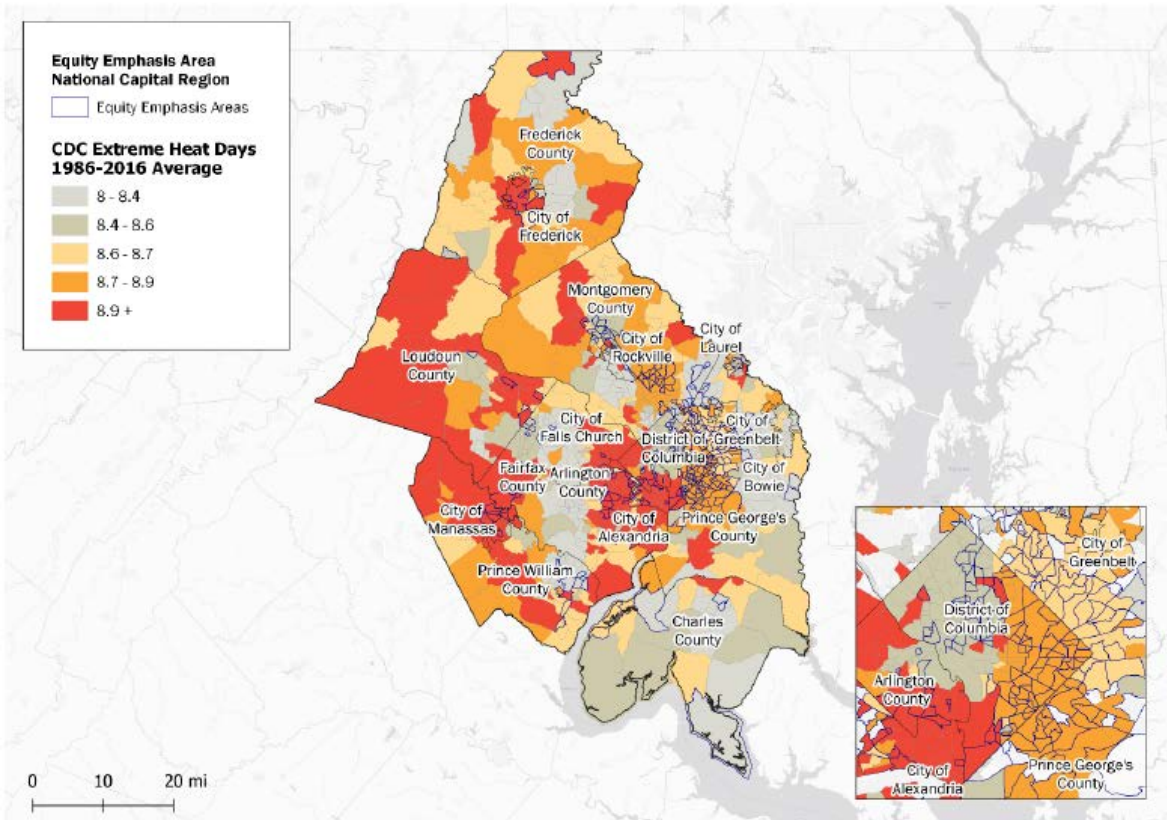 Equity Emphasis Area
National Capital Region
Equity Emphasis Areas
CDC Extreme Heat Days
1986-2016 Average
8 - 8.4
8.4 - 8.6
8.6 - 8.7
8.7 - 8.9
8.9 +
Frederick
County
City of
Frederick
Montgomery
County
City of
Rockville
City of
Laurel
Loudoun
County
City of
Falls Church
District of
Columbia
City of
Greenbelt
Fairfax
County
Arlington
County
City of
Bowie
City of
Manassas
City of
Alexandria
Prince George's
County
Prince William
County
Charles
County
City of
Greenbelt
District of
Columbia
Arlington
County
City of
Alexandria
Prince George's
County
0 10 20 mi